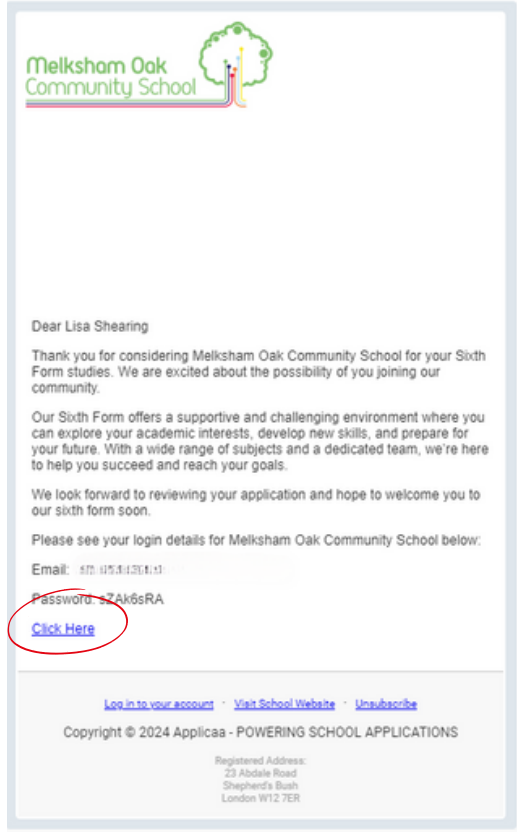 Melksham Oak
Community School
Dear Lisa Shearing
Thank you for considering Melksham Oak Community School for your Sixth
Form studies. We are excited about the possibility of you joining our
community.
Our Sixth Form offers a supportive and challenging environment where you
can explore your academic interests, develop new skills, and prepare for
your future. With a wide range of subjects and a dedicated team, we're here
to help you succeed and reach your goals.
We look forward to reviewing your application and hope to welcome you to
our sixth form soon.
Please see your login details for Melksham Oak Community School below:
Email:
Password: sZAk6sRA
Click Here
Log in to your account · Visit School Website · Unsubscribe
Copyright © 2024 Applicaa - POWERING SCHOOL APPLICATIONS
Registered Address:
23 Abdale Road
Shepherd's Bush
London W12 7ER